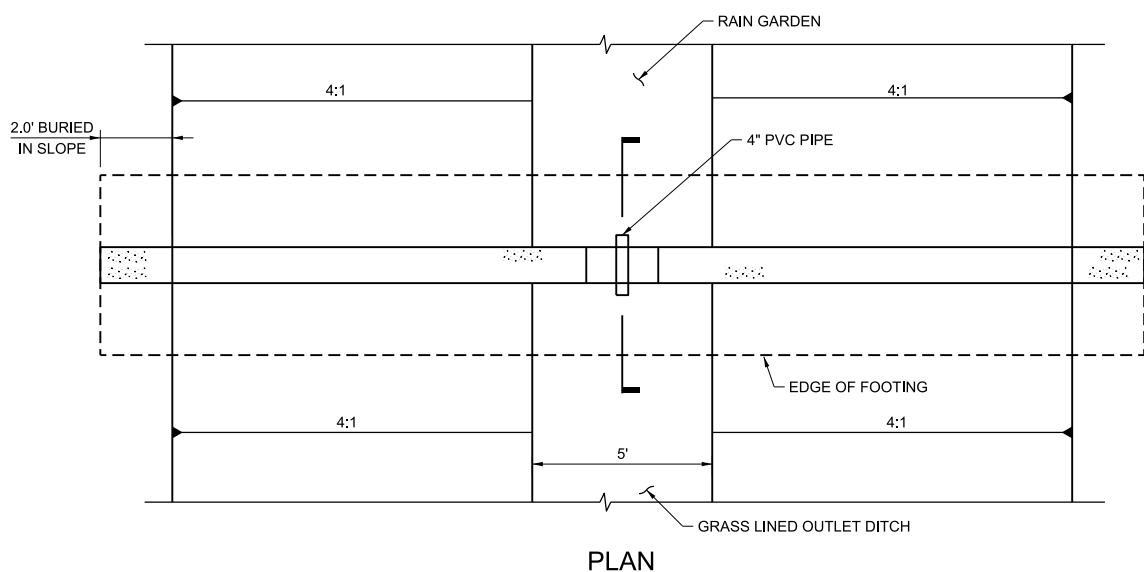 RAIN GARDEN
4:1
4:1
2.0' BURIED
IN SLOPE
4" PVC PIPE
EDGE OF FOOTING
4:1
4:1
5'
GRASS LINED OUTLET DITCH
PLAN